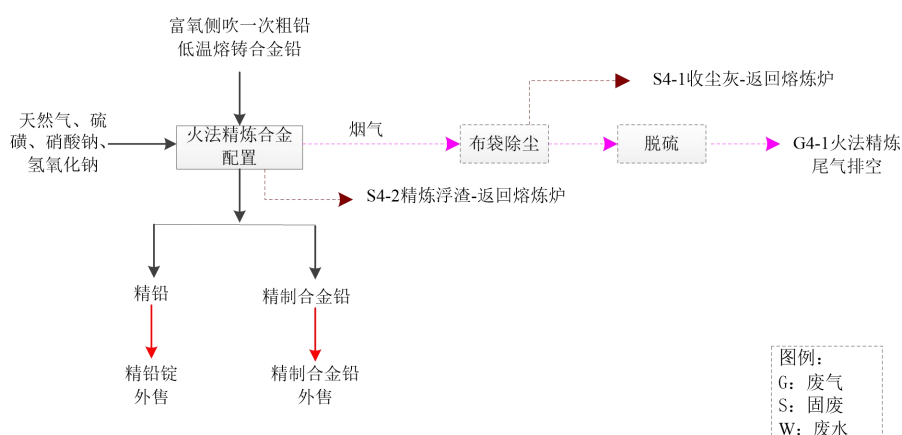 富氧侧吹一次粗铅
低温熔铸合金铅
S4-1收尘灰-返回熔炼炉
天然气、硫
磺、硝酸钠、
氢氧化钠
火法精炼合金
配置
烟气
布袋除尘
脱硫
G4-1火法精炼
尾气排空
S4-2精炼浮渣-返回熔炼炉
精铅
精制合金铅
精铅锭
外售
精制合金铅
外售
图例：
G：废气
S：固废
W：废水